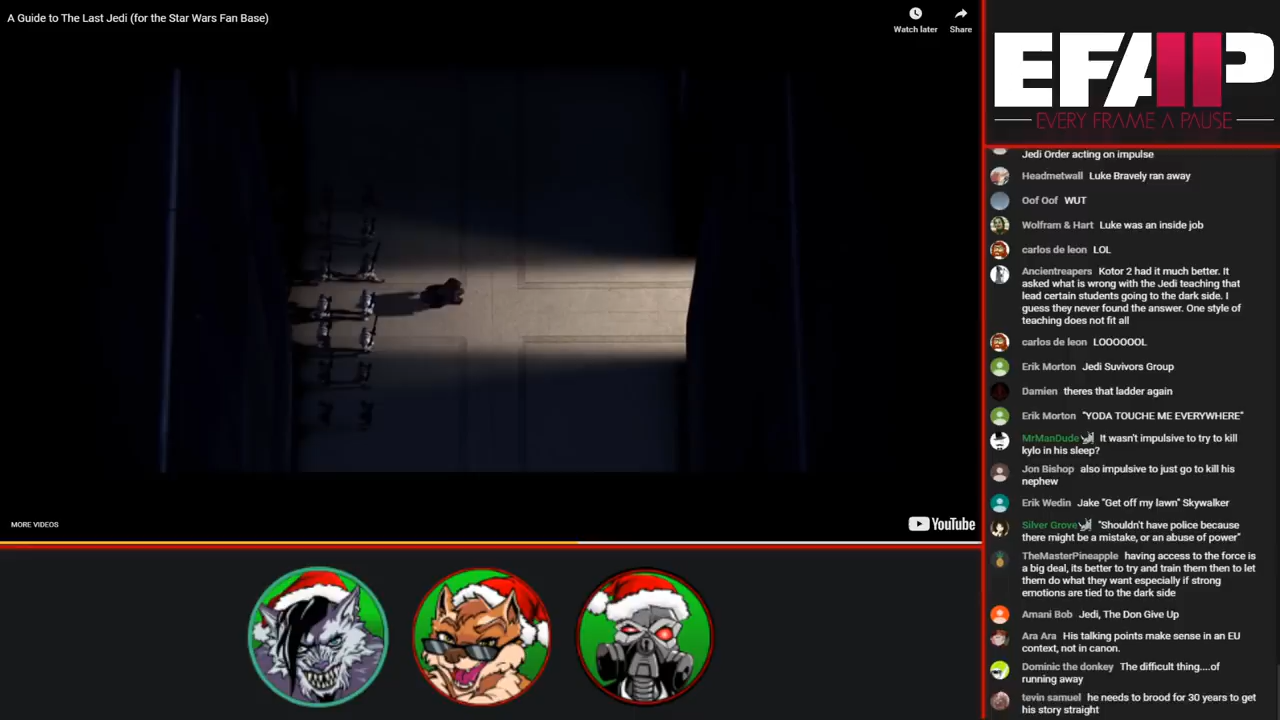 A Guide to The Last Jedi (for the Star Wars Fan Base)
Watch later
Share
MORE VIDEOS
YouTube
EFAP
EVERY FRAME A PAUSE
Jedi Order acting on impulse
Headmetwall Luke Bravely ran away
Oof Oof WUT
Wolfram & Hart Luke was an inside job
carlos de leon LOL
Ancientreapers Kotor 2 had it much better. It
asked what is wrong with the Jedi teaching that
lead certain students going to the dark side. I
guess they never found the answer. One style of
teaching does not fit all
carlos de leon LOOOOOOL
Erik Morton Jedi Suvivors Group
Damien theres that ladder again
Erik Morton “YODA TOUCHE ME EVERYWHERE”
MrManDude It wasn't impulsive to try to kill
kylo in his sleep?
Jon Bishop also impulsive to just go to kill his
nephew
Erik Wedin Jake “Get off my lawn” Skywalker
Silver Grove “Shouldn't have police because
there might be a mistake, or an abuse of power”
TheMasterPineapple having access to the force is
a big deal, its better to try and train them then to let
them do what they want especially if strong
emotions are tied to the dark side
Amani Bob Jedi, The Don Give Up
Ara Ara His talking points make sense in an EU
context, not in canon.
Dominic the donkey The difficult thing....of
running away
tevin samuel he needs to brood for 30 years to get
his story straight